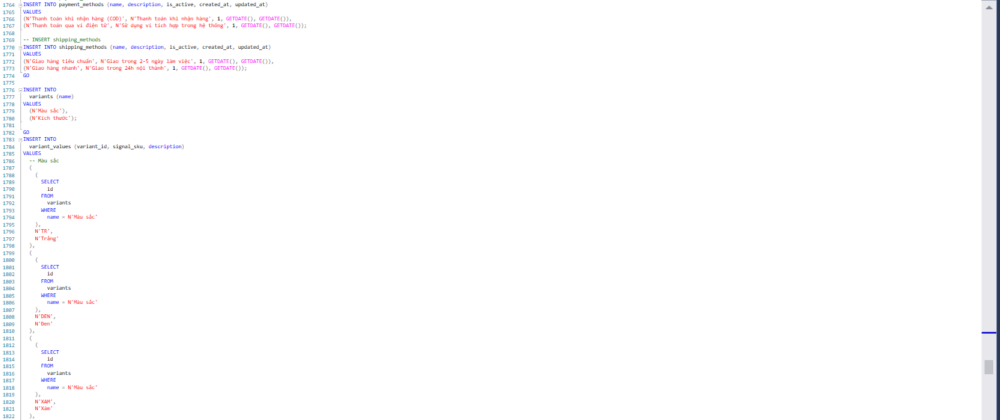 1764 INSERT INTO payment_methods (name, description, is_active, created_at, updated_at)
1765 VALUES
1766 (N'Thanh toán khi nhận hàng (COD)', N'Thanh toán khi nhận hàng', 1, GETDATE(), GETDATE()),
1767 (N'Thanh toán qua ví điện tử', N'Sử dụng ví tích hợp trong hệ thống', 1, GETDATE(), GETDATE());
1768
1769 -- INSERT shipping_methods
1770 INSERT INTO shipping_methods (name, description, is_active, created_at, updated_at)
1771 VALUES
1772 (N'Giao hàng tiêu chuẩn', N'Giao trong 2-5 ngày làm việc', 1, GETDATE(), GETDATE()),
1773 (N'Giao hàng nhanh', N'Giao trong 24h nội thành', 1, GETDATE(), GETDATE());
1774 GO
1775
1776 INSERT INTO
1777 variants (name)
1778 VALUES
1779 (N'Màu sắc'),
1780 (N'Kích thước');
1781
1782 GO
1783 INSERT INTO
1784 variant_values (variant_id, signal_sku, description)
1785 VALUES
1786 -- Màu sắc
1787 (
1788 (
1789 SELECT
1790 id
1791 FROM
1792 variants
1793 WHERE
1794 name = N'Màu sắc'
1795 ),
1796 N'TR',
1797 N'Trắng'
1798 ),
1799 (
1800 (
1801 SELECT
1802 id
1803 FROM
1804 variants
1805 WHERE
1806 name = N'Màu sắc'
1807 ),
1808 N'DEN',
1809 N'Đen'
1810 ),
1811 (
1812 (
1813 SELECT
1814 id
1815 FROM
1816 variants
1817 WHERE
1818 name = N'Màu sắc'
1819 ),
1820 N'XAM',
1821 N'Xám'
1822 ),